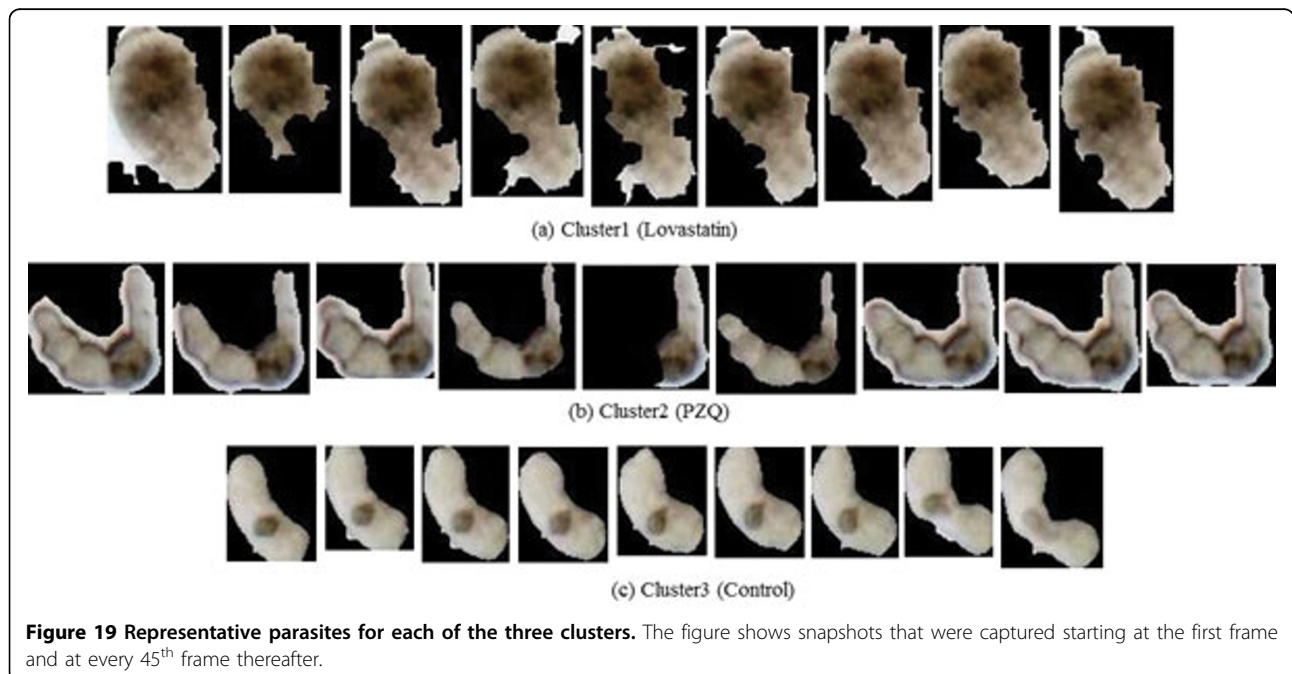 (a) Cluster1 (Lovastatin)
(b) Cluster2 (PZQ)
(c) Cluster3 (Control)
Figure 19 Representative parasites for each of the three clusters. The figure shows snapshots that were captured starting at the first frame
and at every 45th frame thereafter.